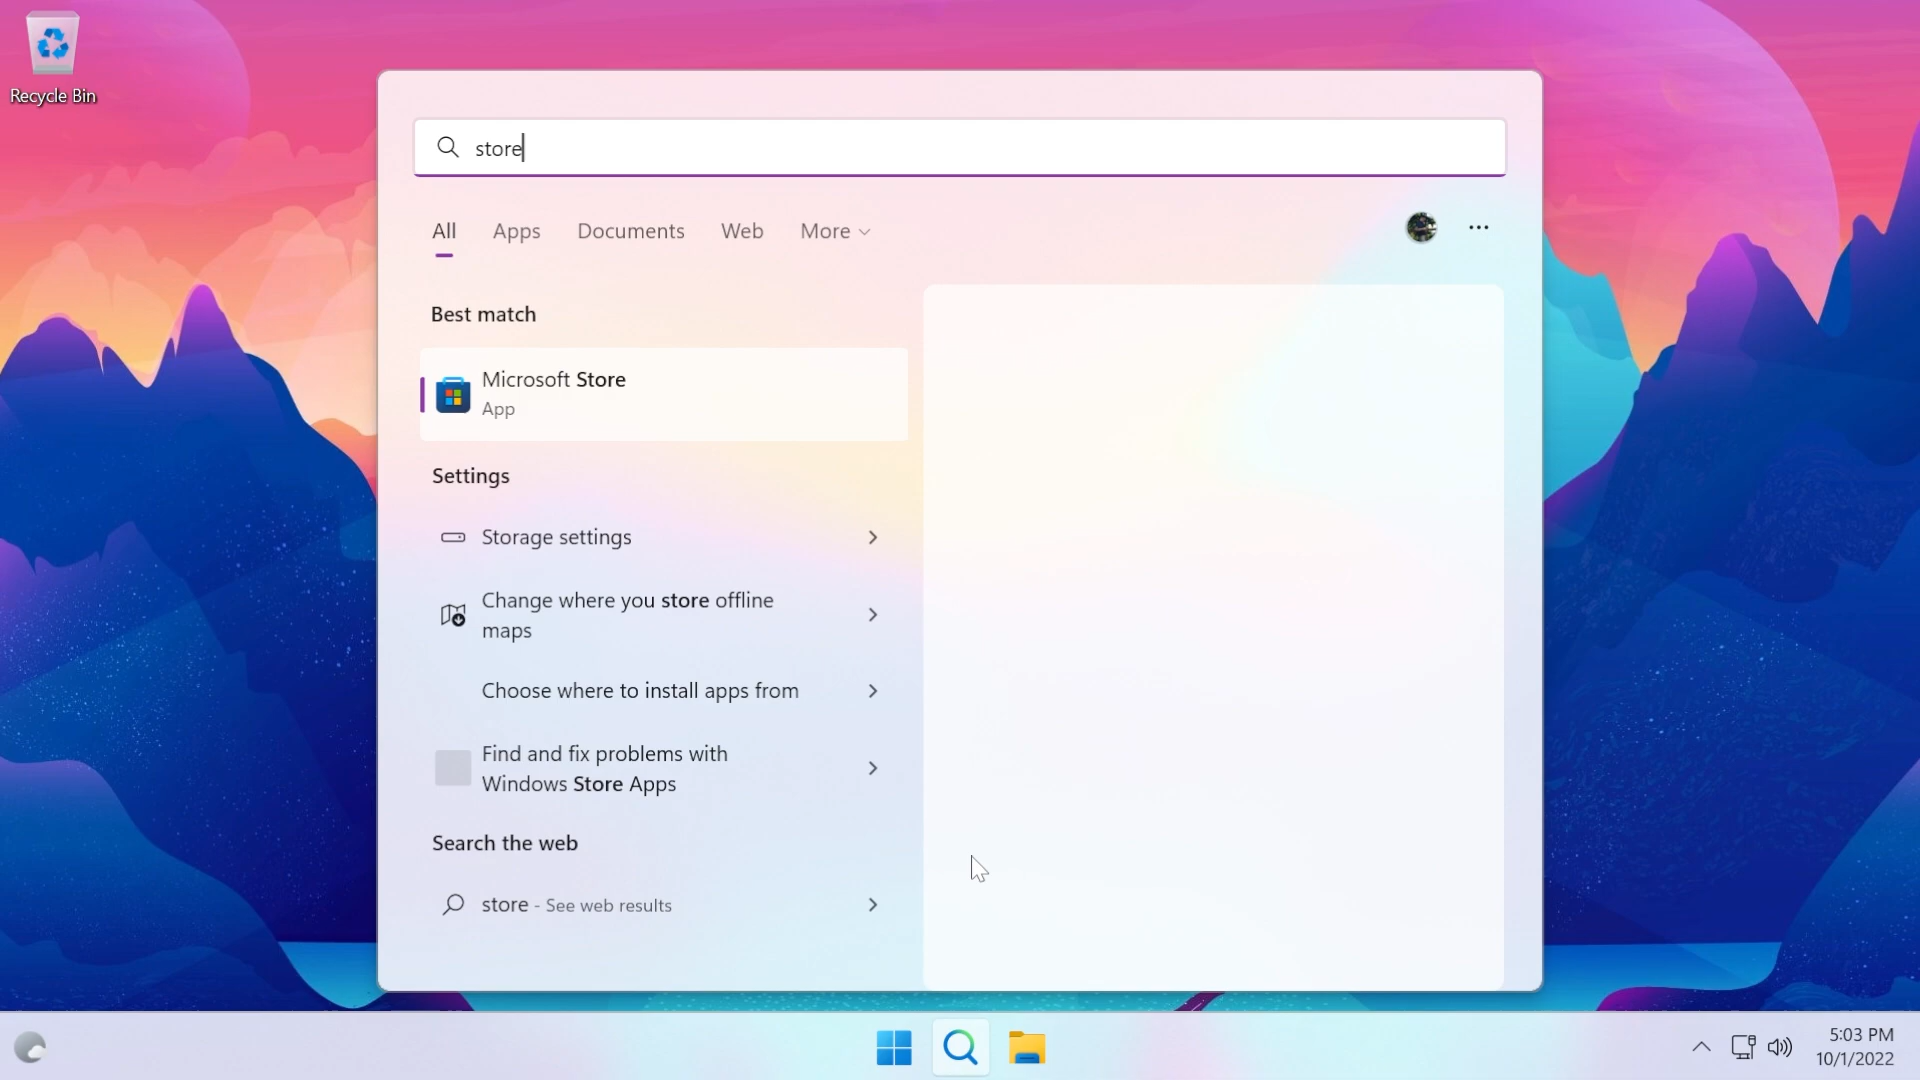 Recycle Bin
store
All Apps Documents Web More
Best match
Microsoft Store
App
Settings
Storage settings
Change where you store offline
maps
Choose where to install apps from
Find and fix problems with
Windows Store Apps
Search the web
store - See web results
5:03 PM
10/1/2022